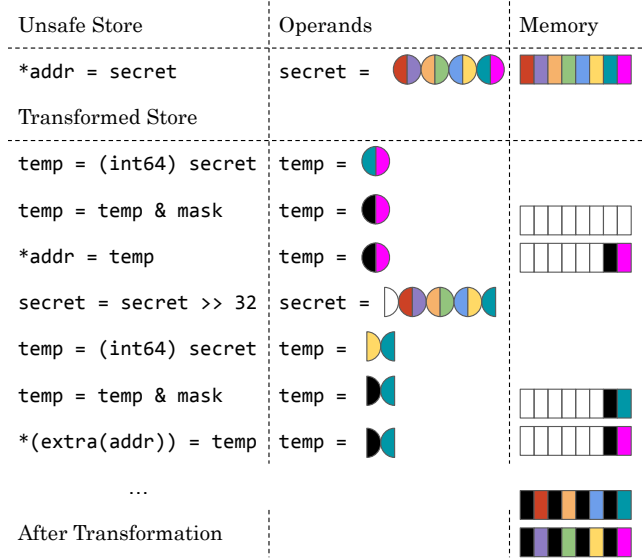 Unsafe Store Operands Memory
*addr = secret secret =
Transformed Store
temp = (int64) secret temp =
temp = temp & mask temp =
*addr = temp temp =
secret = secret >> 32 secret =
temp = (int64) secret temp =
temp = temp & mask temp =
*(extra(addr)) = temp temp =
...
After Transformation